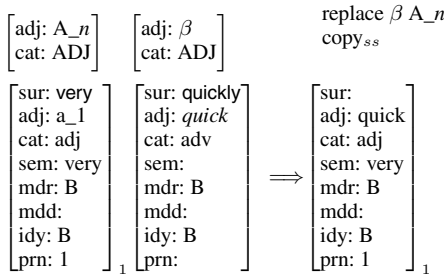 [adj: A_n] [adj: β] replace β A_n
[cat: ADJ] [cat: ADJ] copy_ss
[sur: very] [sur: quickly] [sur:]
[adj: a_1] [adj: quick] [adj: quick]
[cat: adj] [cat: adv] [cat: adj]
[sem: very] [sem:] [sem: very]
[mdr: B] [mdr: B] ⟹ [mdr: B]
[mdd:] [mdd:] [mdd:]
[idy: B] [idy: B] [idy: B]
[prn: 1]_1 [prn:] [prn: 1]_1